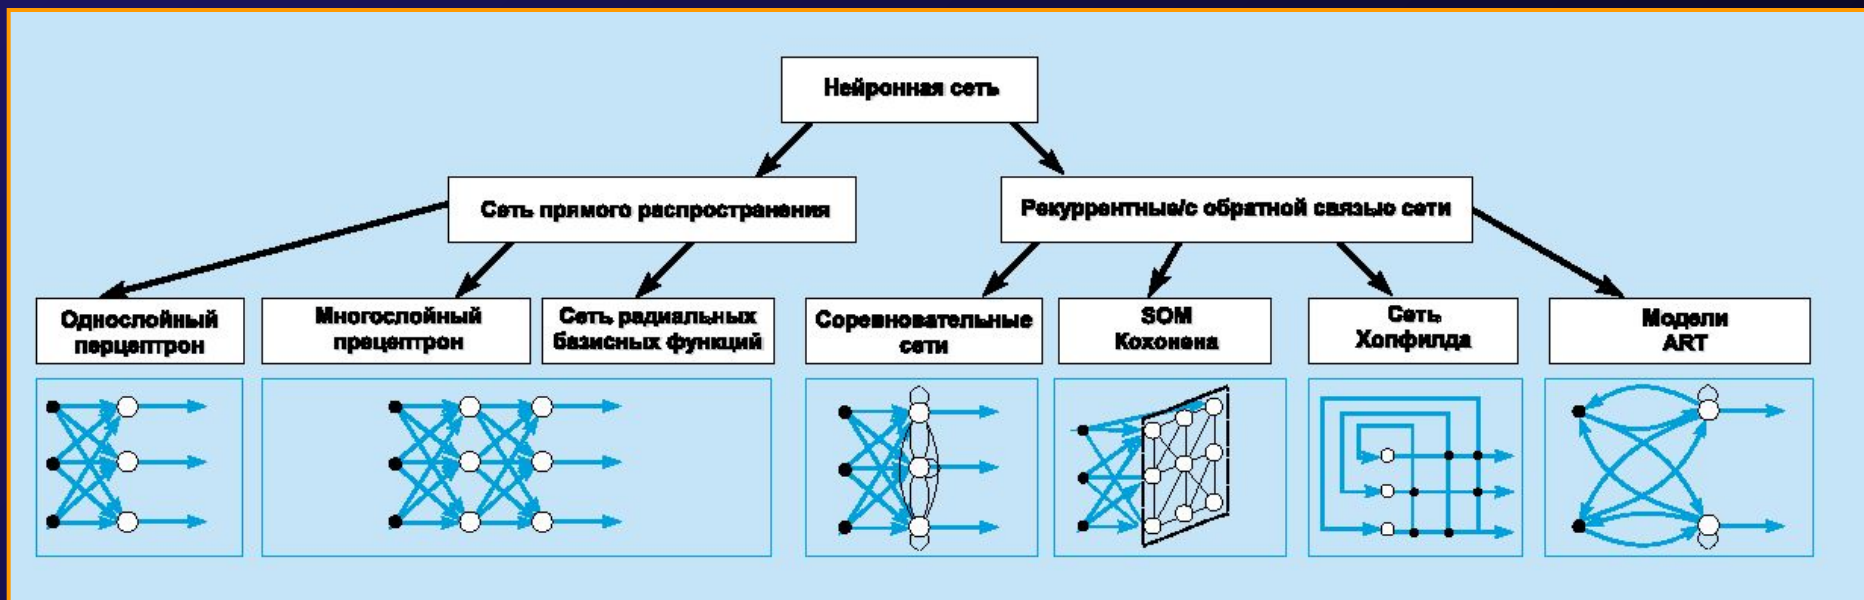 Нейронная сеть
Сеть прямого распространения
Рекуррентные/с обратной связью сети
Однослойный
перцептрон
Многослойный
прецептрон
Сеть радиальных
базисных функций
Соревновательные
сети
SOM
Кохонена
Сеть
Хопфилда
Модели
ART